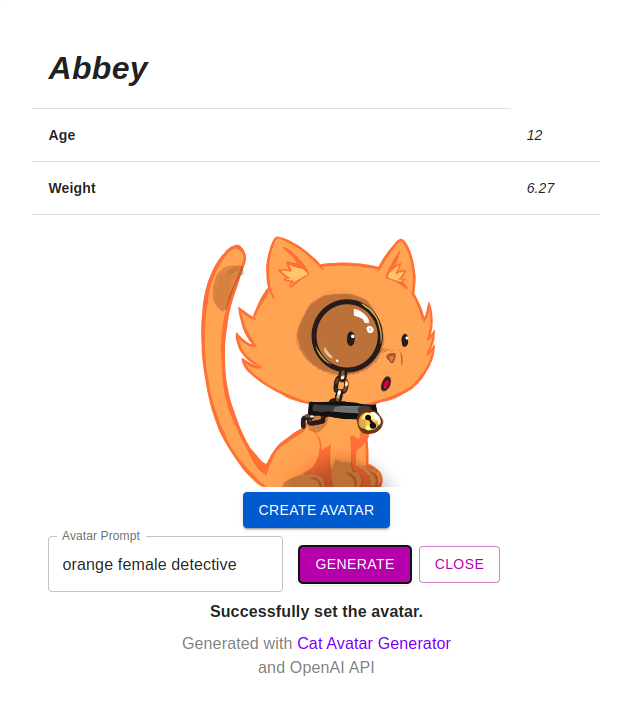 Abbey
Age 12
Weight 6.27
CREATE AVATAR
Avatar Prompt
orange female detective GENERATE CLOSE
Successfully set the avatar.
Generated with Cat Avatar Generator
and OpenAI API